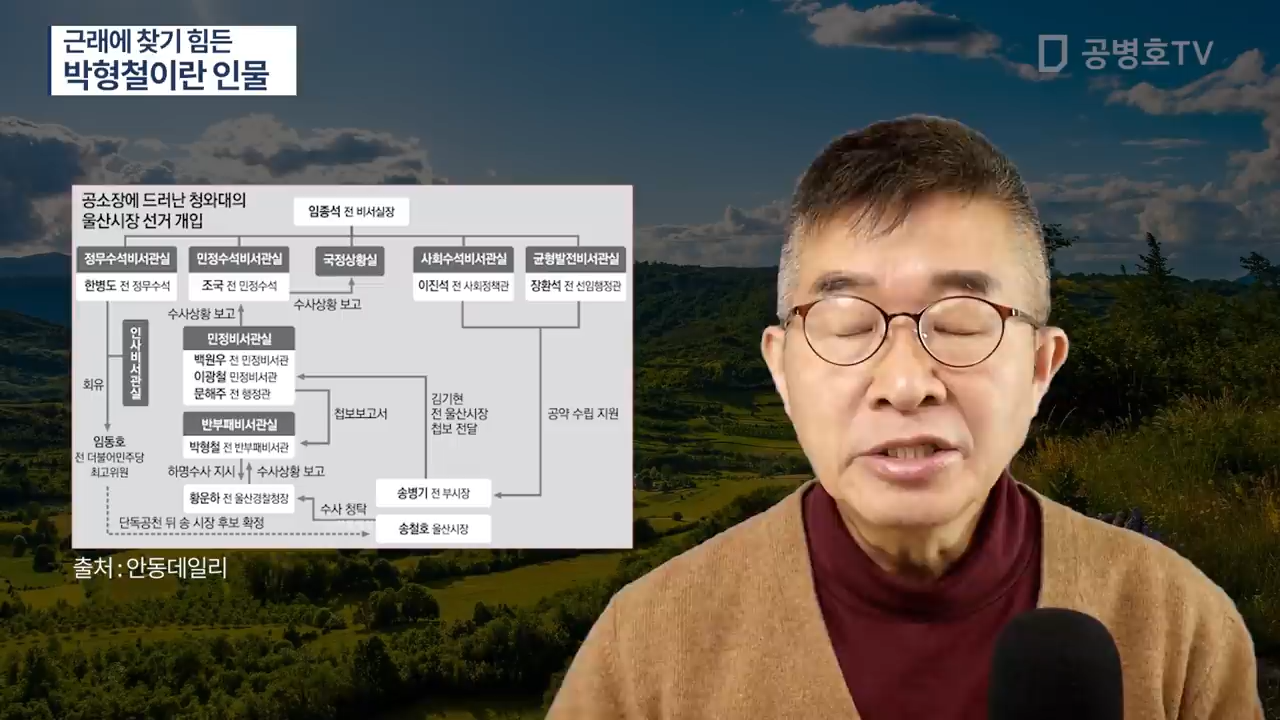 근래에 찾기 힘든
박형철이란 인물
공병호TV
공소장에 드러난 청와대의
울산시장 선거 개입
임종석 전 비서실장
정무수석비서관실
한병도 전 정무수석
민정수석비서관실
조국 전 민정수석
국정상황실
사회수석비서관실
이진석 전 사회정책관
균형발전비서관실
장환석 전 선임행정관
수사상황 보고
수사상황 보고
인사비서관실
민정비서관실
백원우 전 민정비서관
이광철 민정비서관
문해주 전 행정관
회유
첩보보고서
김기현
전 울산시장
첩보 전달
공약 수립 지원
반부패비서관실
박형철 전 반부패비서관
임동호
전 더불어민주당
최고위원
하명수사 지시
수사상황 보고
황운하 전 울산경찰청장
송병기 전 부시장
수사 청탁
단독공천 뒤 송 시장 후보 확정
송철호 울산시장
출처 : 안동데일리